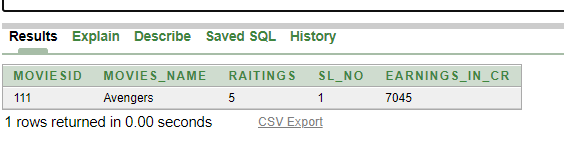 Results Explain Describe Saved SQL History
MOVIESID MOVIES_NAME RAITINGS SL_NO EARNINGS_IN_CR
111 Avengers 5 1 7045
1 rows returned in 0.00 seconds CSV Export